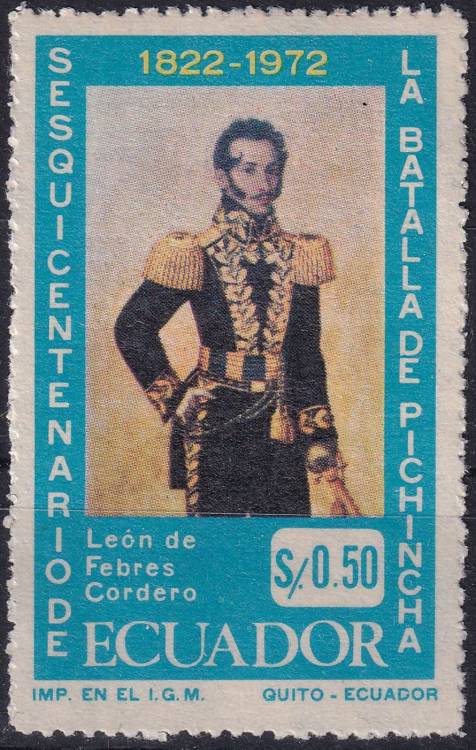 1822-1972
SESQUICENTENARIO DE
LA BATALLA DE PICHINCHA
León de
Febres
Cordero
S/. 0.50
ECUADOR
IMP. EN EL I.G.M. QUITO - ECUADOR